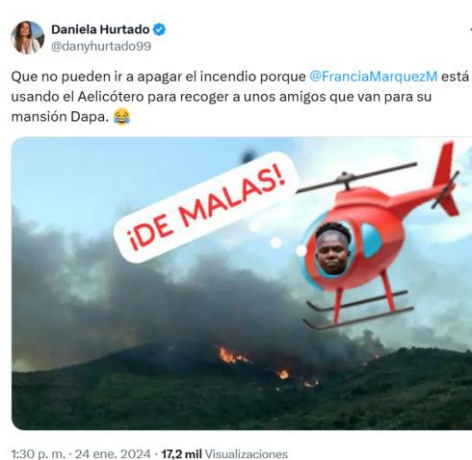 Daniela Hurtado
@danyhurtado99
Que no pueden ir a apagar el incendio porque @FranciaMarquezM está
usando el Aelicótero para recoger a unos amigos que van para su
mansión Dapa. 😂
¡DE MALAS!
1:30 p. m. · 24 ene. 2024 · 17,2 mil Visualizaciones